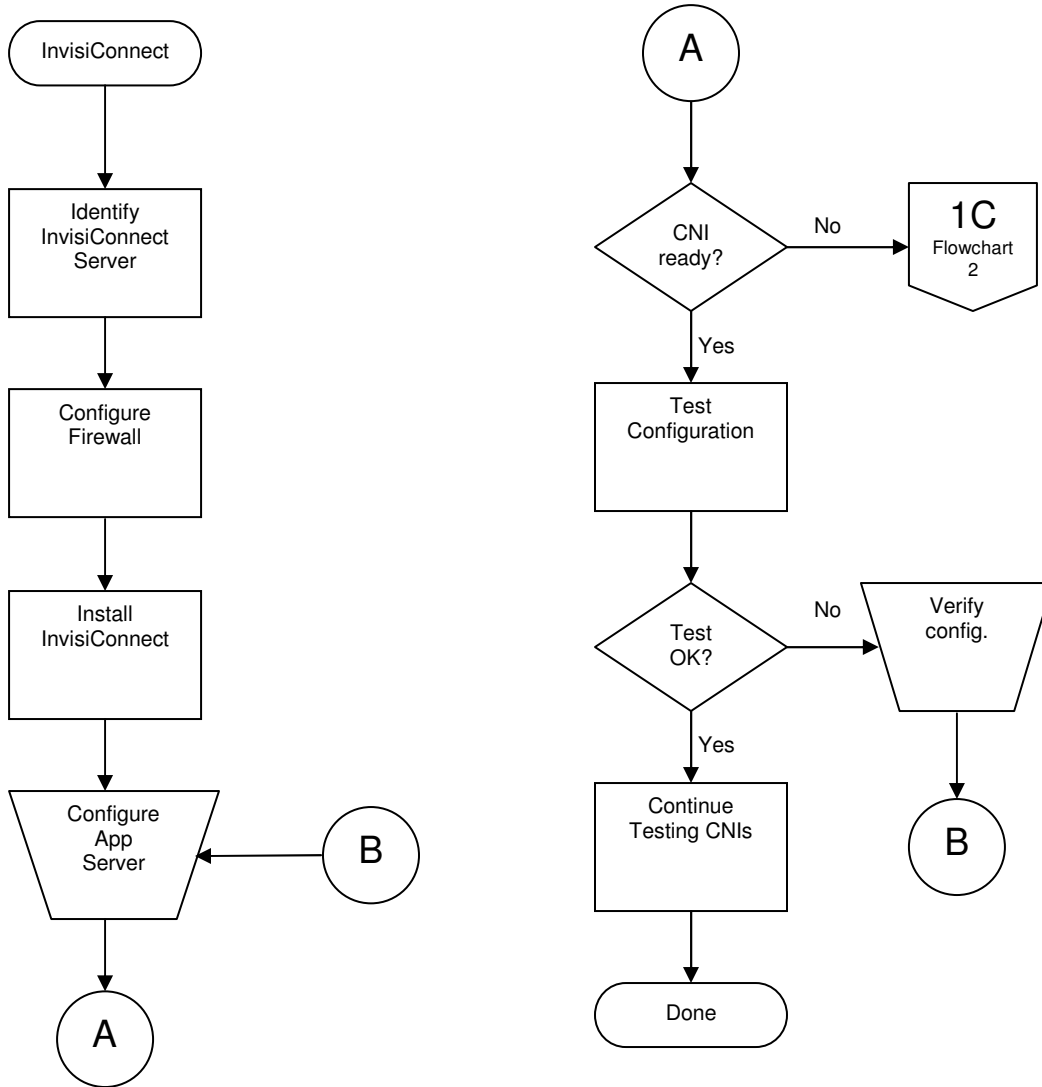 InvisiConnect
Identify
InvisiConnect
Server
Configure
Firewall
Install
InvisiConnect
Configure
App
Server
B
A
A
CNI
ready?
No
1C
Flowchart
2
Yes
Test
Configuration
Test
OK?
No
Verify
config.
B
Yes
Continue
Testing CNIs
Done